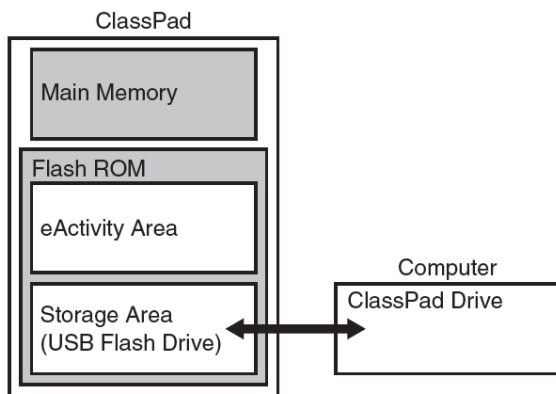 ClassPad
Main Memory
Flash ROM
eActivity Area
Storage Area
(USB Flash Drive)
Computer
ClassPad Drive